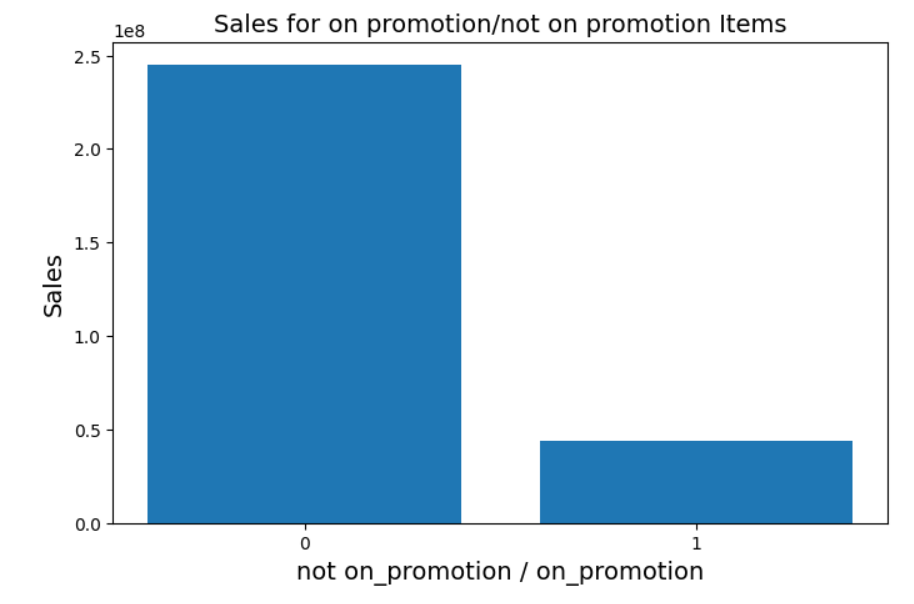 Sales for on promotion/not on promotion Items
1e8
2.5
2.0
1.5
1.0
0.5
0.0
Sales
0 1
not on_promotion / on_promotion